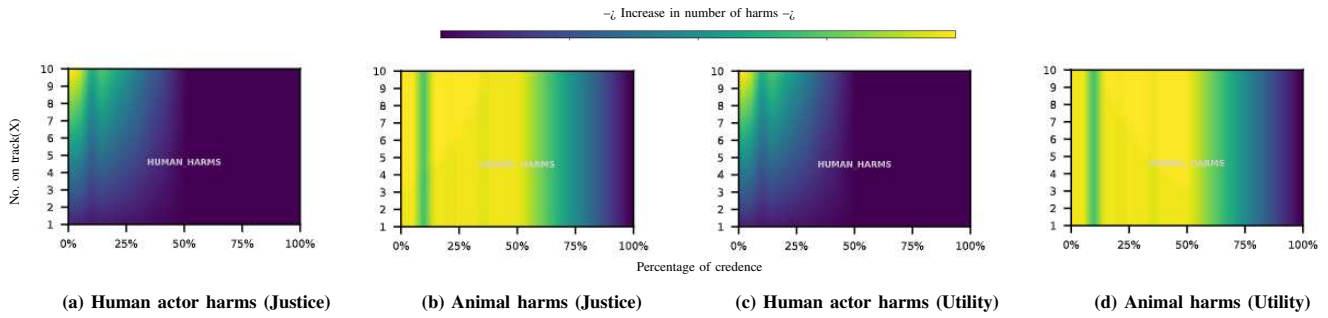 –¿ Increase in number of harms –¿
No. on track(X)
10
9
8
7
6
5
4
3
2
1
HUMAN_HARMS
0% 25% 50% 75% 100%
10
9
8
7
6
5
4
3
2
1
HUMAN_HARMS
0% 25% 50% 75% 100%
10
9
8
7
6
5
4
3
2
1
HUMAN_HARMS
0% 25% 50% 75% 100%
10
9
8
7
6
5
4
3
2
1
HUMAN_HARMS
0% 25% 50% 75% 100%
Percentage of credence
(a) Human actor harms (Justice)
(b) Animal harms (Justice)
(c) Human actor harms (Utility)
(d) Animal harms (Utility)